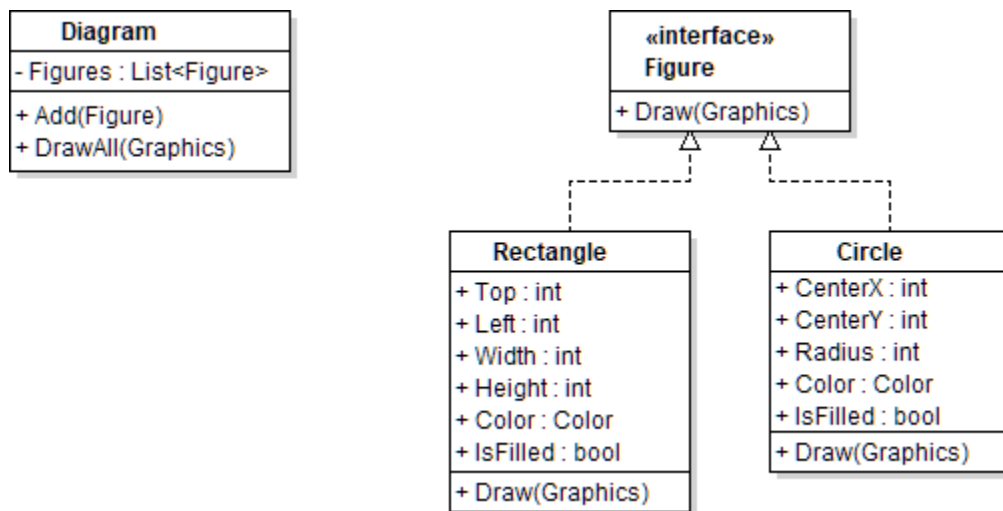 Diagram
- Figures : List<Figure>
+ Add(Figure)
+ DrawAll(Graphics)
«interface»
Figure
+ Draw(Graphics)
Rectangle
+ Top : int
+ Left : int
+ Width : int
+ Height : int
+ Color : Color
+ IsFilled : bool
+ Draw(Graphics)
Circle
+ CenterX : int
+ CenterY : int
+ Radius : int
+ Color : Color
+ IsFilled : bool
+ Draw(Graphics)